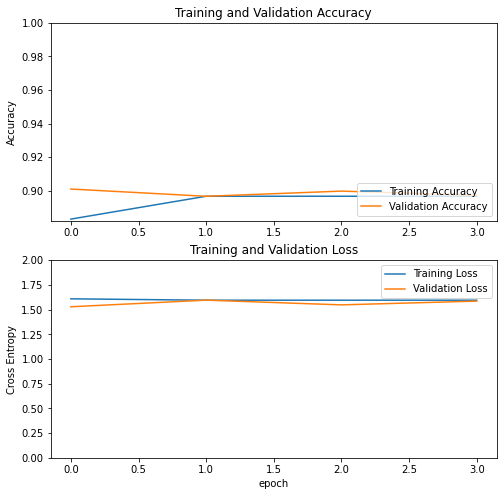 Training and Validation Accuracy
1.00
0.98
0.96
0.94
0.92
0.90
Accuracy
Training Accuracy
Validation Accuracy
0.0 0.5 1.0 1.5 2.0 2.5 3.0
Training and Validation Loss
2.00
1.75
1.50
1.25
1.00
0.75
0.50
0.25
0.00
Cross Entropy
Training Loss
Validation Loss
0.0 0.5 1.0 1.5 2.0 2.5 3.0
epoch